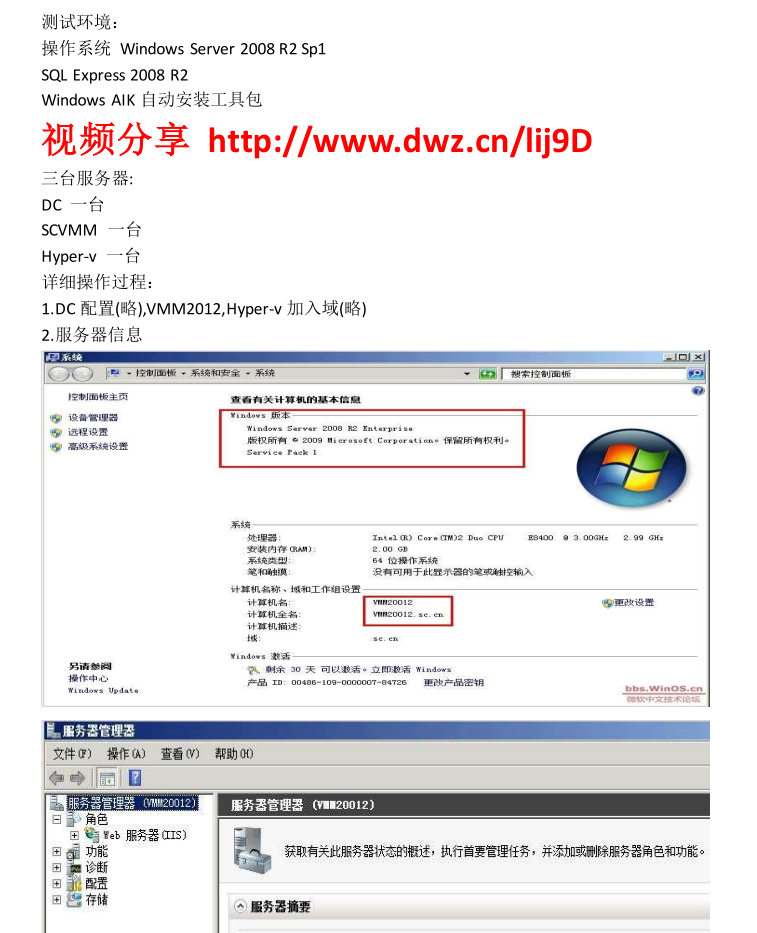 测试环境：
操作系统 Windows Server 2008 R2 Sp1
SQL Express 2008 R2
Windows AIK 自动安装工具包
视频分享 http://www.dwz.cn/lij9D
三台服务器:
DC 一台
SCVMM 一台
Hyper-v 一台
详细操作过程：
1.DC 配置(略),VMM2012,Hyper-v 加入域(略)
2.服务器信息
系统
控制面板 系统和安全 系统
搜索控制面板
控制面板主页
设备管理器
远程设置
高级系统设置
查看有关计算机的基本信息
Windows 版本
Windows Server 2008 R2 Enterprise
版权所有 © 2009 Microsoft Corporation。保留所有权利。
Service Pack 1
系统
处理器: Intel(R) Core(TM)2 Duo CPU E8400 @ 3.00GHz 2.99 GHz
安装内存(RAM): 2.00 GB
系统类型: 64 位操作系统
笔和触摸: 没有可用于此显示器的笔或触控输入
计算机名称、域和工作组设置
计算机名: VMM20012
更改设置
计算机全名: VMM20012.sc.cn
计算机描述:
域: sc.cn
Windows 激活
剩余 30 天 可以激活。立即激活 Windows
产品 ID: 00486-109-0000007-84726 更改产品密钥
另请参阅
操作中心
Windows Update
bbs.WinOS.cn
微软中文技术论坛
服务器管理器
文件(F) 操作(A) 查看(V) 帮助(H)
服务器管理器 (VMM20012)
角色
Web 服务器(IIS)
功能
诊断
配置
存储
服务器管理器 (VMM20012)
获取有关此服务器状态的概述，执行首要管理任务，并添加或删除服务器角色和功能。
服务器摘要